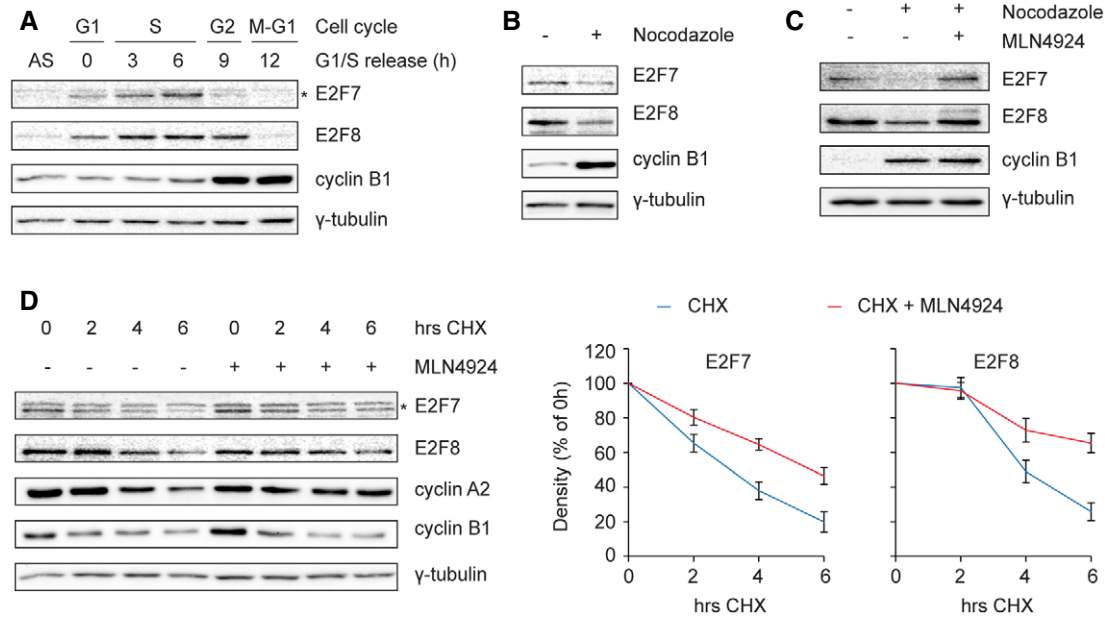 A
G1 S G2 M-G1 Cell cycle
AS 0 3 6 9 12 G1/S release (h)
* E2F7
E2F8
cyclin B1
γ-tubulin
B
- + Nocodazole
E2F7
E2F8
cyclin B1
γ-tubulin
C
- + + Nocodazole
- - + MLN4924
E2F7
E2F8
cyclin B1
γ-tubulin
D
0 2 4 6 0 2 4 6 hrs CHX
- - - - + + + + MLN4924
* E2F7
E2F8
cyclin A2
cyclin B1
γ-tubulin
CHX CHX + MLN4924
E2F7
Density (% of 0h)
120
100
80
60
40
20
0
0 2 4 6
hrs CHX
E2F8
0 2 4 6
hrs CHX